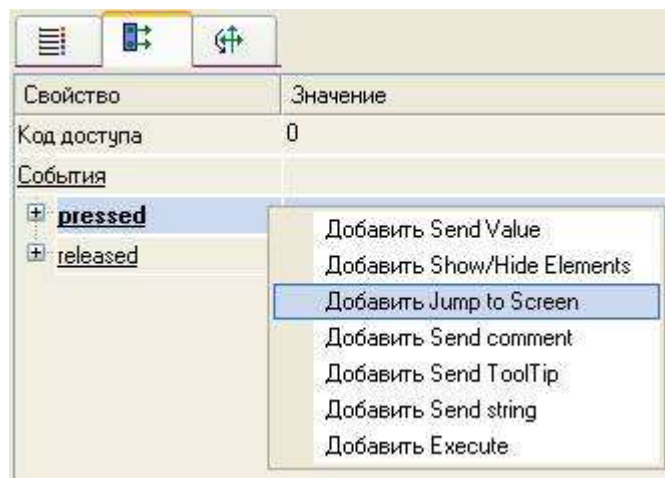 Свойство Значение
Код доступа 0
События
pressed
released
Добавить Send Value
Добавить Show/Hide Elements
Добавить Jump to Screen
Добавить Send comment
Добавить Send ToolTip
Добавить Send string
Добавить Execute